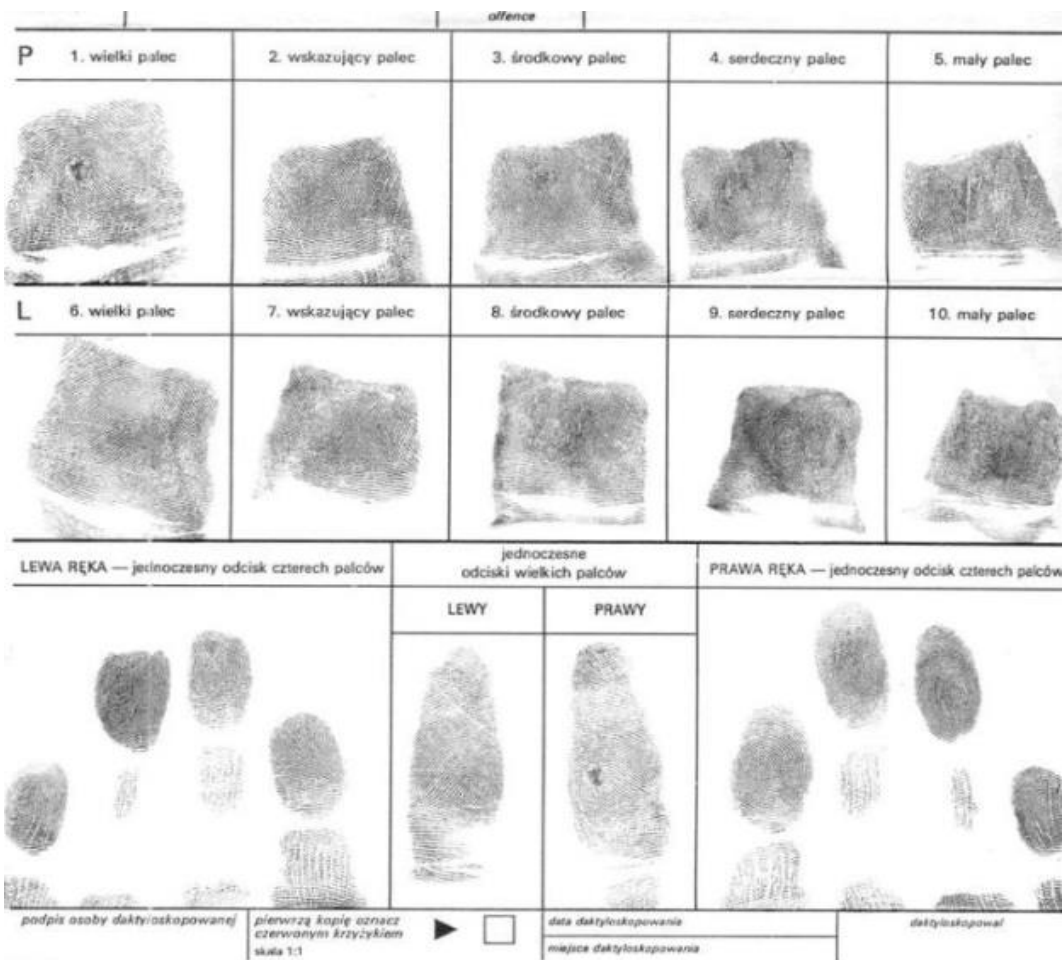 offence
P 1. wielki palec 2. wskazujący palec 3. środkowy palec 4. serdeczny palec 5. mały palec
L 6. wielki palec 7. wskazujący palec 8. środkowy palec 9. serdeczny palec 10. mały palec
LEWA RĘKA — jednoczesny odcisk czterech palców
jednoczesne
odciski wielkich palców
PRAWA RĘKA — jednoczesny odcisk czterech palców
LEWY PRAWY
podpis osoby daktyloskopowanej
pierwrzą kopię oznacz
czerwonym krzyżykiem
skala 1:1
data daktyloskopowania
miejsce daktyloskopowania
daktyloskopował